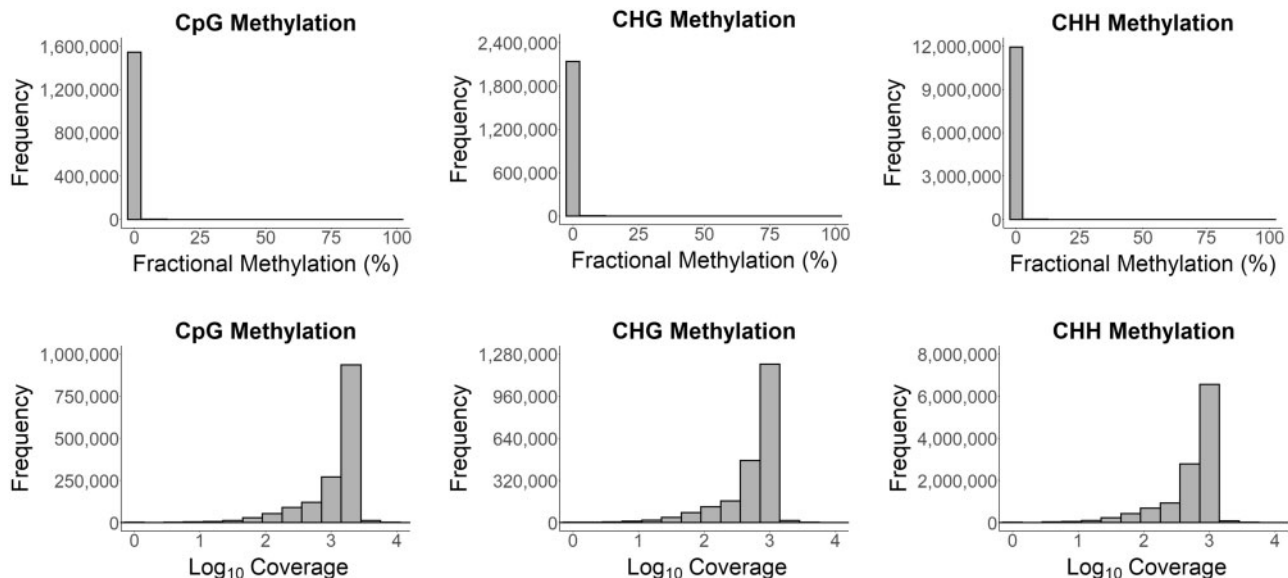 CpG Methylation
Frequency
1,600,000
1,200,000
800,000
400,000
0
0 25 50 75 100
Fractional Methylation (%)
CHG Methylation
Frequency
2,400,000
1,800,000
1,200,000
600,000
0
0 25 50 75 100
Fractional Methylation (%)
CHH Methylation
Frequency
12,000,000
9,000,000
6,000,000
3,000,000
0
0 25 50 75 100
Fractional Methylation (%)
CpG Methylation
Frequency
1,000,000
750,000
500,000
250,000
0
0 1 2 3 4
Log10 Coverage
CHG Methylation
Frequency
1,280,000
960,000
640,000
320,000
0
0 1 2 3 4
Log10 Coverage
CHH Methylation
Frequency
8,000,000
6,000,000
4,000,000
2,000,000
0
0 1 2 3 4
Log10 Coverage